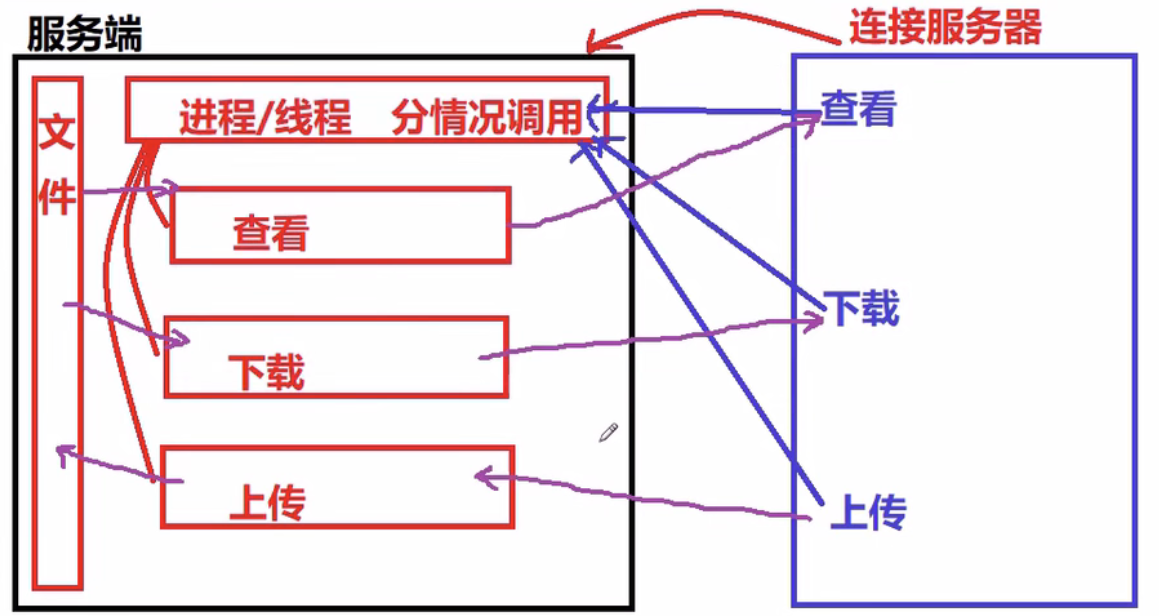 服务端
连接服务器
文件
进程/线程 分情况调用
查看
查看
下载
下载
上传
上传